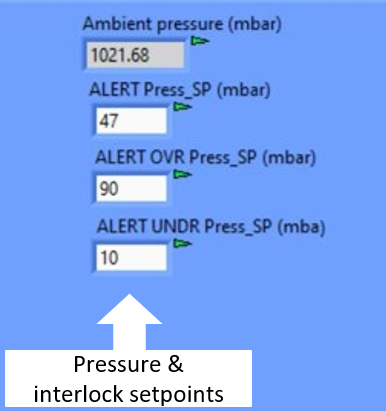 Ambient pressure (mbar)
1021.68
ALERT Press_SP (mbar)
47
ALERT OVR Press_SP (mbar)
90
ALERT UNDR Press_SP (mba)
10
Pressure &
interlock setpoints